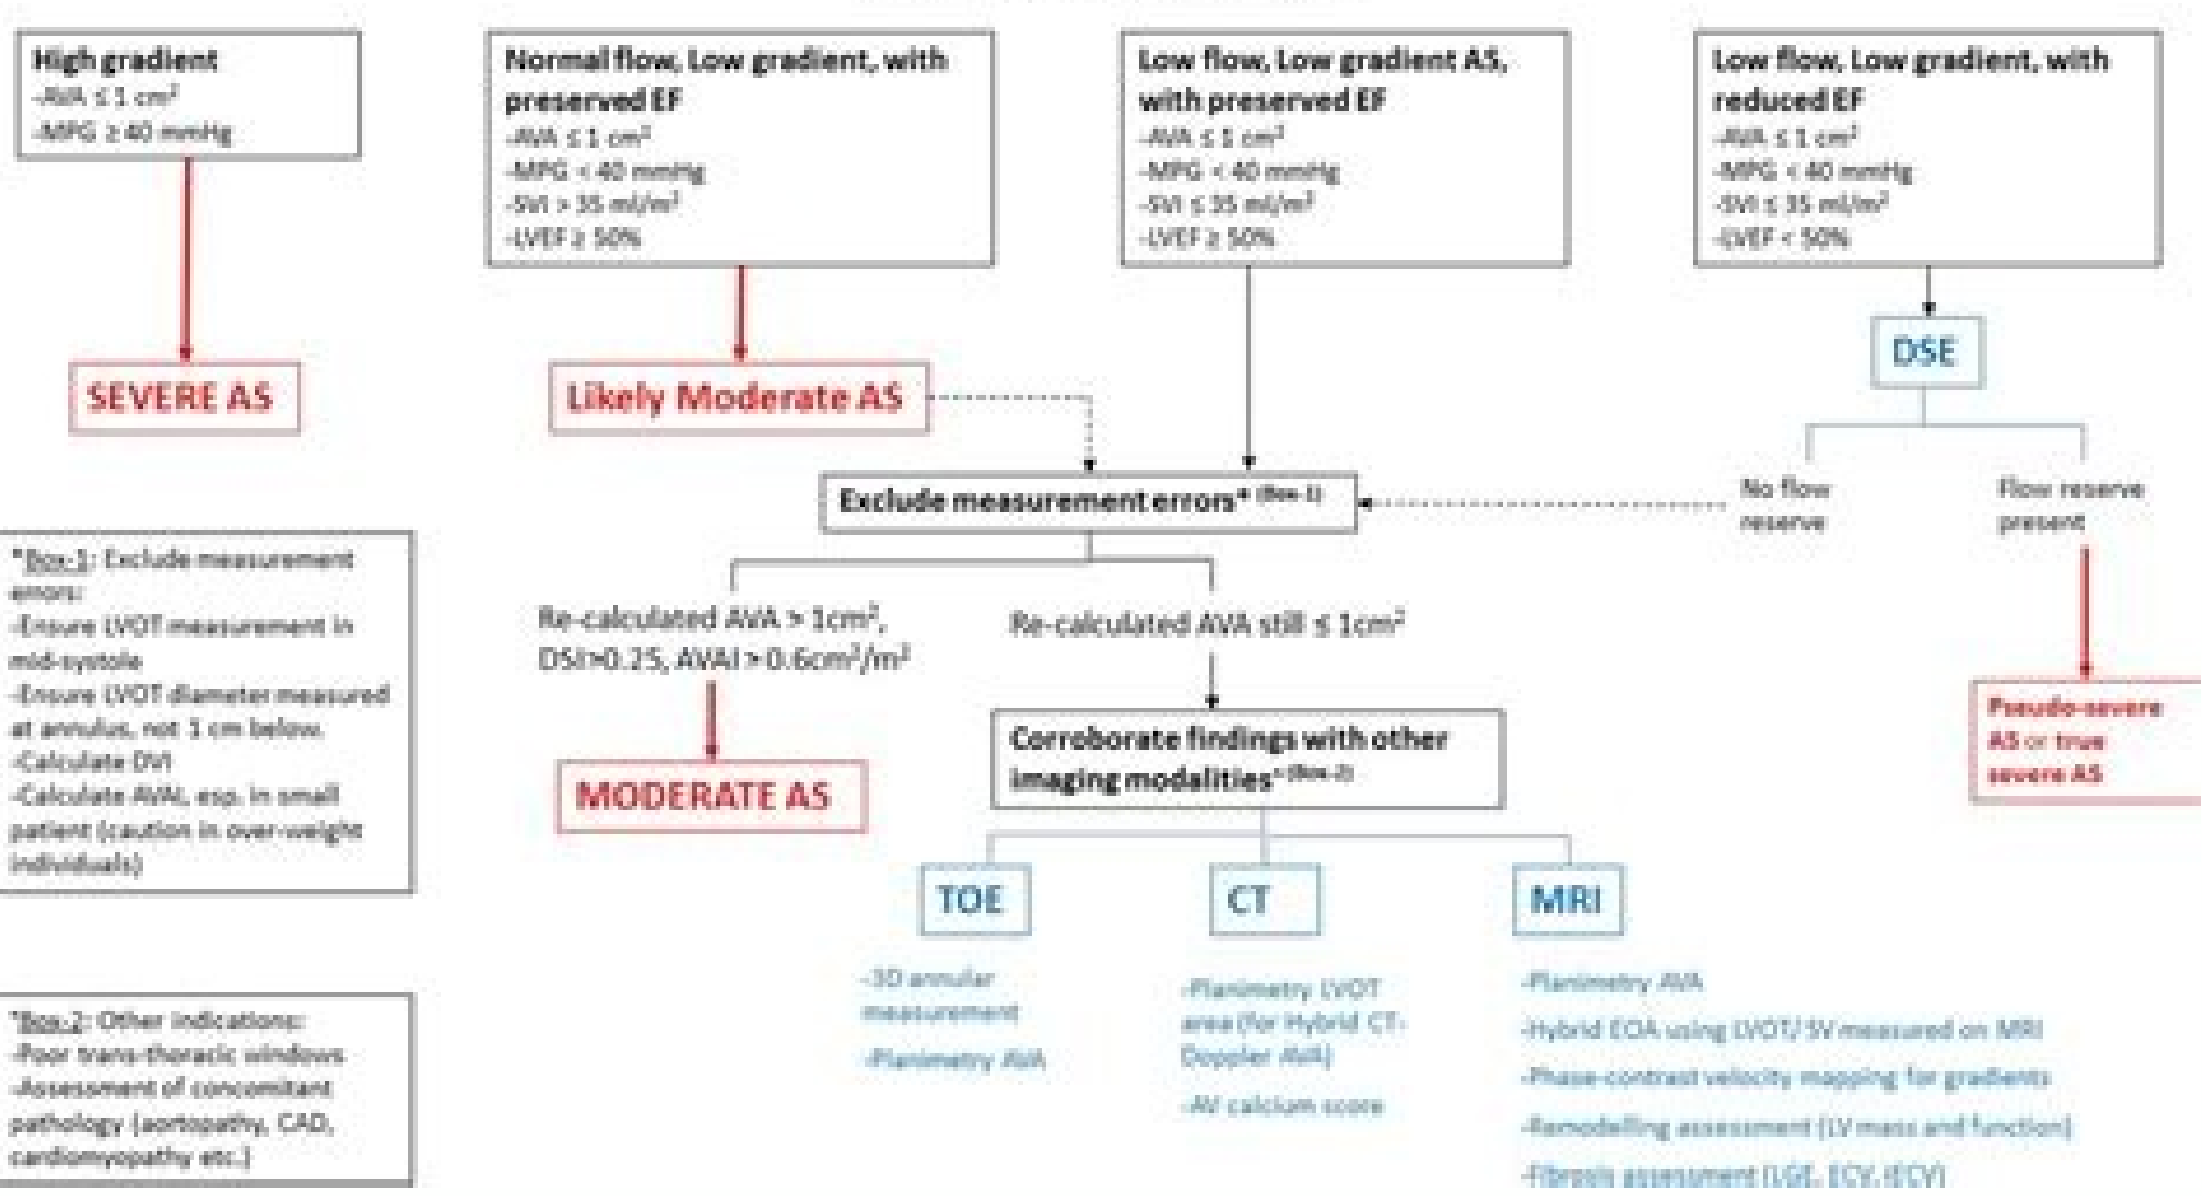 High gradient
-AVA ≤ 1 cm²
-MPG ≥ 40 mmHg
Normal flow, Low gradient, with
preserved EF
-AVA ≤ 1 cm²
-MPG < 40 mmHg
-SVI > 35 ml/m²
-LVEF ≥ 50%
Low flow, Low gradient AS,
with preserved EF
-AVA ≤ 1 cm²
-MPG < 40 mmHg
-SVI ≤ 35 ml/m²
-LVEF ≥ 50%
Low flow, Low gradient, with
reduced EF
-AVA ≤ 1 cm²
-MPG < 40 mmHg
-SVI ≤ 35 ml/m²
-LVEF < 50%
SEVERE AS
Likely Moderate AS
DSE
No flow
reserve
Flow reserve
present
Exclude measurement errors* (Box-1)
Re-calculated AVA > 1cm²,
DSI>0.25, AVAI > 0.6cm²/m²
Re-calculated AVA still ≤ 1cm²
MODERATE AS
Corroborate findings with other
imaging modalities* (Box-2)
Pseudo-severe
AS or true
severe AS
*Box-1: Exclude measurement
errors:
-Ensure LVOT measurement in
mid-systole
-Ensure LVOT diameter measured
at annulus, not 1 cm below.
-Calculate DVI
-Calculate AVAI, esp. in small
patient (caution in over-weight
individuals)
TOE
-3D annular
measurement
-Planimetry AVA
CT
-Planimetry LVOT
area (for Hybrid CT-
Doppler AVA)
-AV calcium score
MRI
-Planimetry AVA
-Hybrid EOA using LVOT/ SV measured on MRI
-Phase-contrast velocity mapping for gradients
-Remodelling assessment (LV mass and function)
-Fibrosis assessment (LGE, ECV, iECV)
*Box-2: Other indications:
-Poor trans-thoracic windows
-Assessment of concomitant
pathology (aortopathy, CAD,
cardiomyopathy etc.)